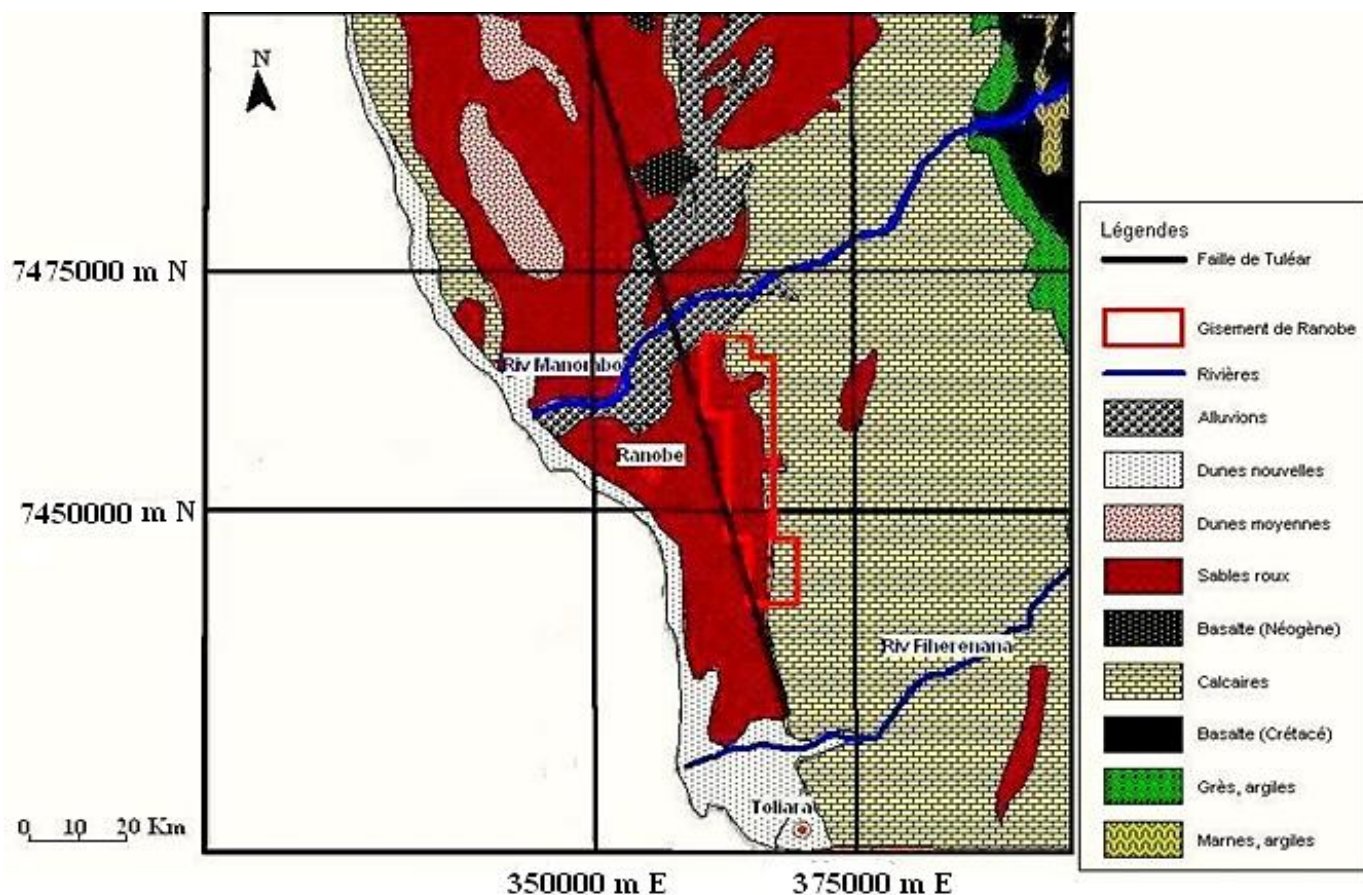 N
7475000 m N
Riv Manombo
Ranobe
7450000 m N
Riv Fiherenana
Toliara
0 10 20 Km
350000 m E 375000 m E
Légendes
Faille de Tuléar
Gisement de Ranobe
Rivières
Alluvions
Dunes nouvelles
Dunes moyennes
Sables roux
Basalte (Néogène)
Calcaires
Basalte (Crétacé)
Grès, argiles
Marnes, argiles